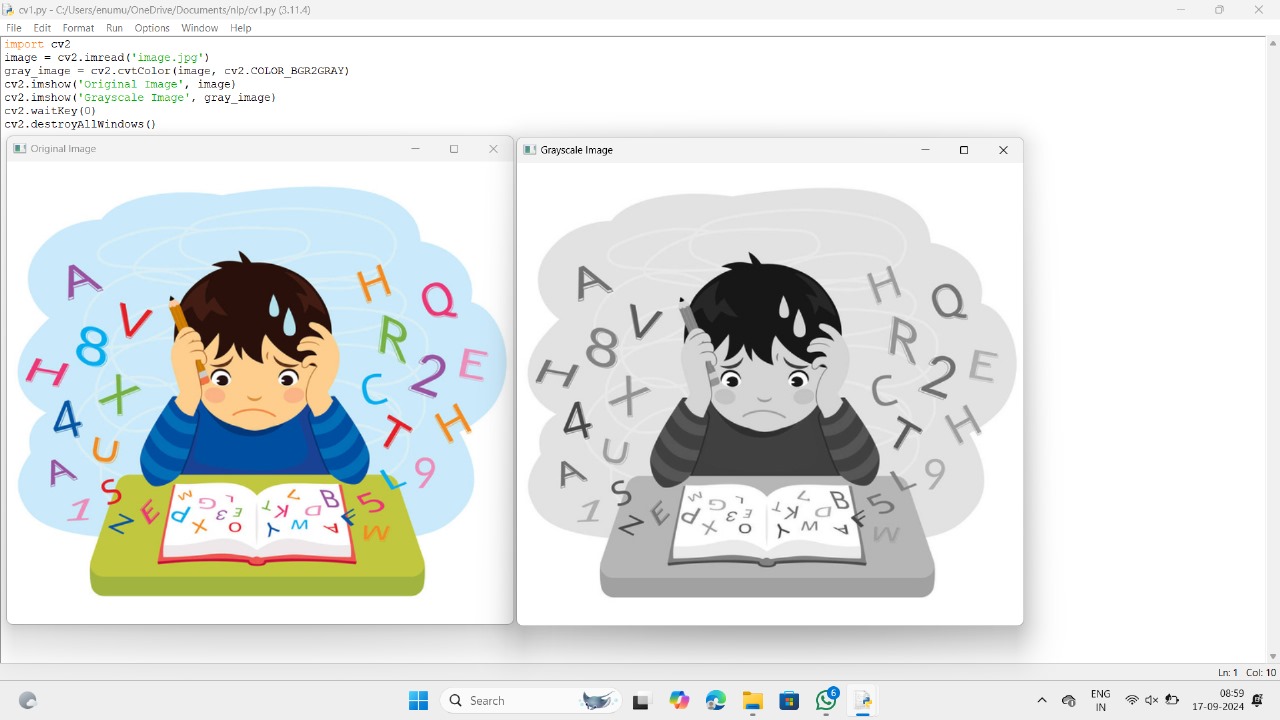 cv1.py - C:/Users/enumu/OneDrive/Documents/nlp/cv1.py (3.11.4)
File Edit Format Run Options Window Help
import cv2
image = cv2.imread('image.jpg')
gray_image = cv2.cvtColor(image, cv2.COLOR_BGR2GRAY)
cv2.imshow('Original Image', image)
cv2.imshow('Grayscale Image', gray_image)
cv2.waitKey(0)
cv2.destroyAllWindows()
Original Image
A
H
Q
V
8
R
H
2
E
X
C
4
T
H
U
A
9
S
L
1
Z
E
5
M
Grayscale Image
A
H
Q
V
8
R
H
2
E
X
C
4
T
H
U
A
9
S
L
1
Z
E
5
M
Ln: 1 Col: 10
Search
6
ENG
IN
08:59
17-09-2024